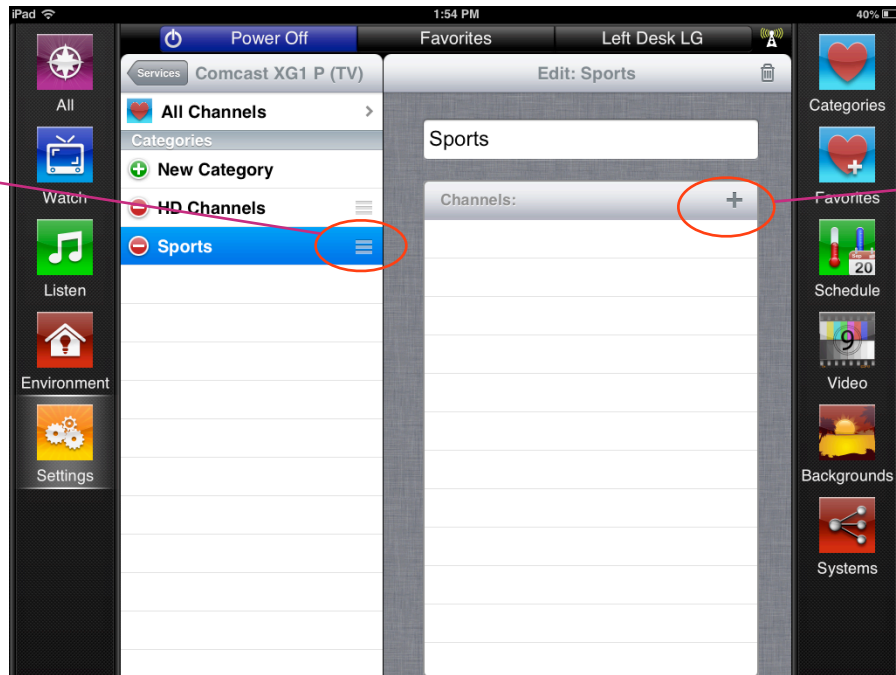 iPad 1:54 PM 40%
Power Off Favorites Left Desk LG
Services Comcast XG1 P (TV) Edit: Sports
All
Watch
Listen
Environment
Settings
All Channels
Categories
New Category
HD Channels
Sports
Sports
Channels:
Categories
Favorites
Sep
20
Schedule
9
Video
Backgrounds
Systems